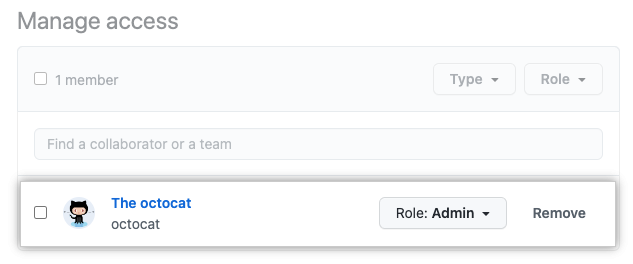 Manage access
1 member Type Role
Find a collaborator or a team
The octocat
octocat
Role: Admin Remove